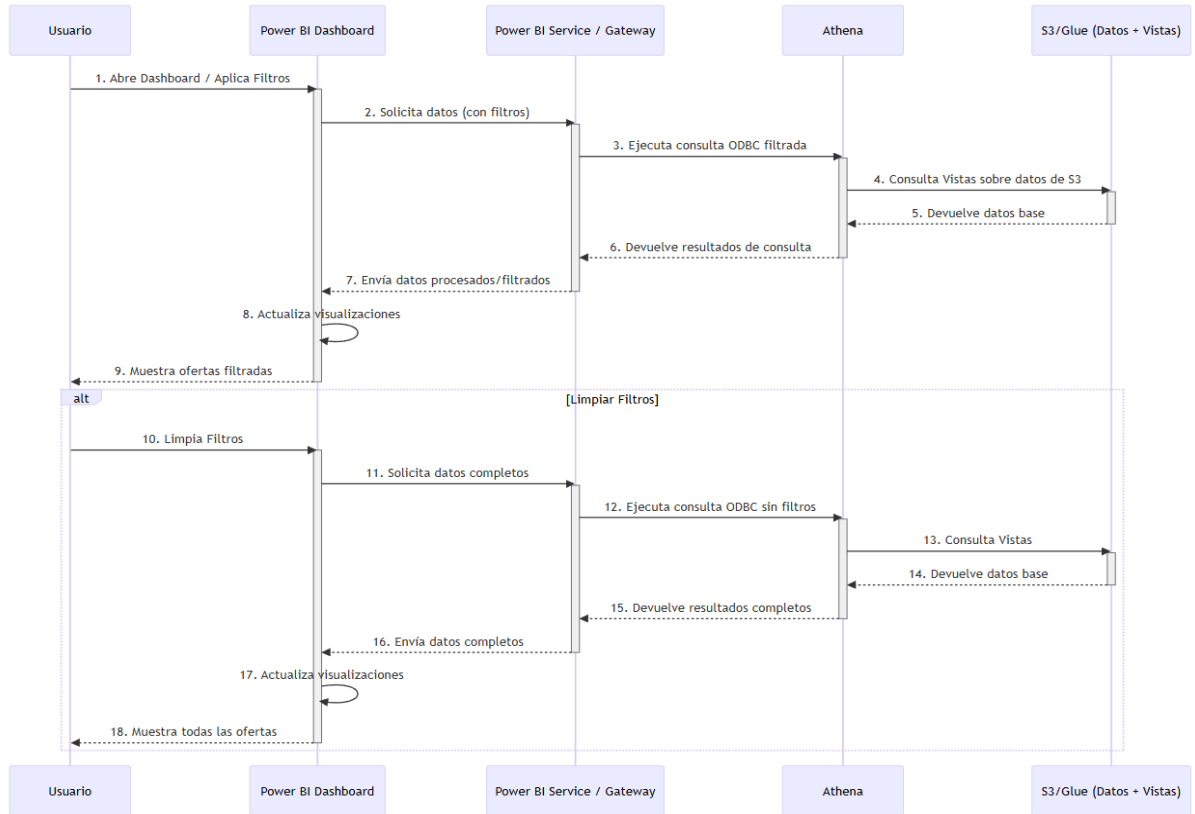 Usuario
Power BI Dashboard
Power BI Service / Gateway
Athena
S3/Glue (Datos + Vistas)
1. Abre Dashboard / Aplica Filtros
2. Solicita datos (con filtros)
3. Ejecuta consulta ODBC filtrada
4. Consulta Vistas sobre datos de S3
5. Devuelve datos base
6. Devuelve resultados de consulta
7. Envía datos procesados/filtrados
8. Actualiza visualizaciones
9. Muestra ofertas filtradas
alt
[Limpiar Filtros]
10. Limpia Filtros
11. Solicita datos completos
12. Ejecuta consulta ODBC sin filtros
13. Consulta Vistas
14. Devuelve datos base
15. Devuelve resultados completos
16. Envía datos completos
17. Actualiza visualizaciones
18. Muestra todas las ofertas
Usuario
Power BI Dashboard
Power BI Service / Gateway
Athena
S3/Glue (Datos + Vistas)